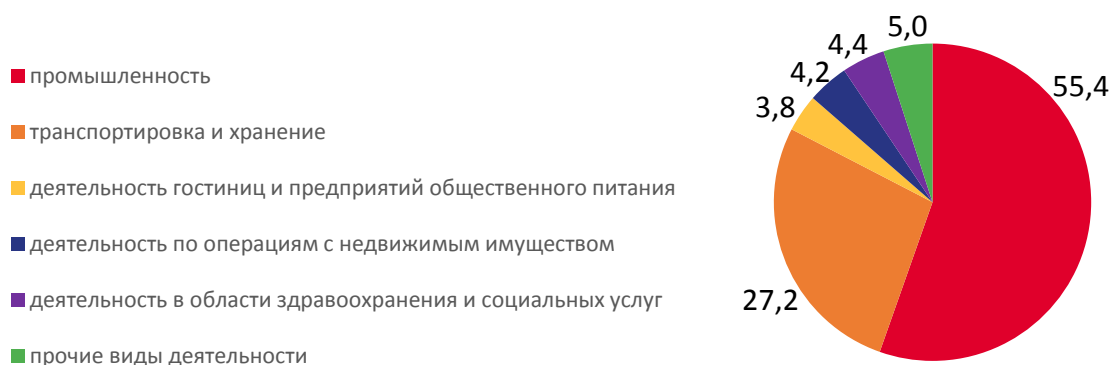 промышленность
транспортировка и хранение
деятельность гостиниц и предприятий общественного питания
деятельность по операциям с недвижимым имуществом
деятельность в области здравоохранения и социальных услуг
прочие виды деятельности
5,0
4,4
4,2
3,8
55,4
27,2